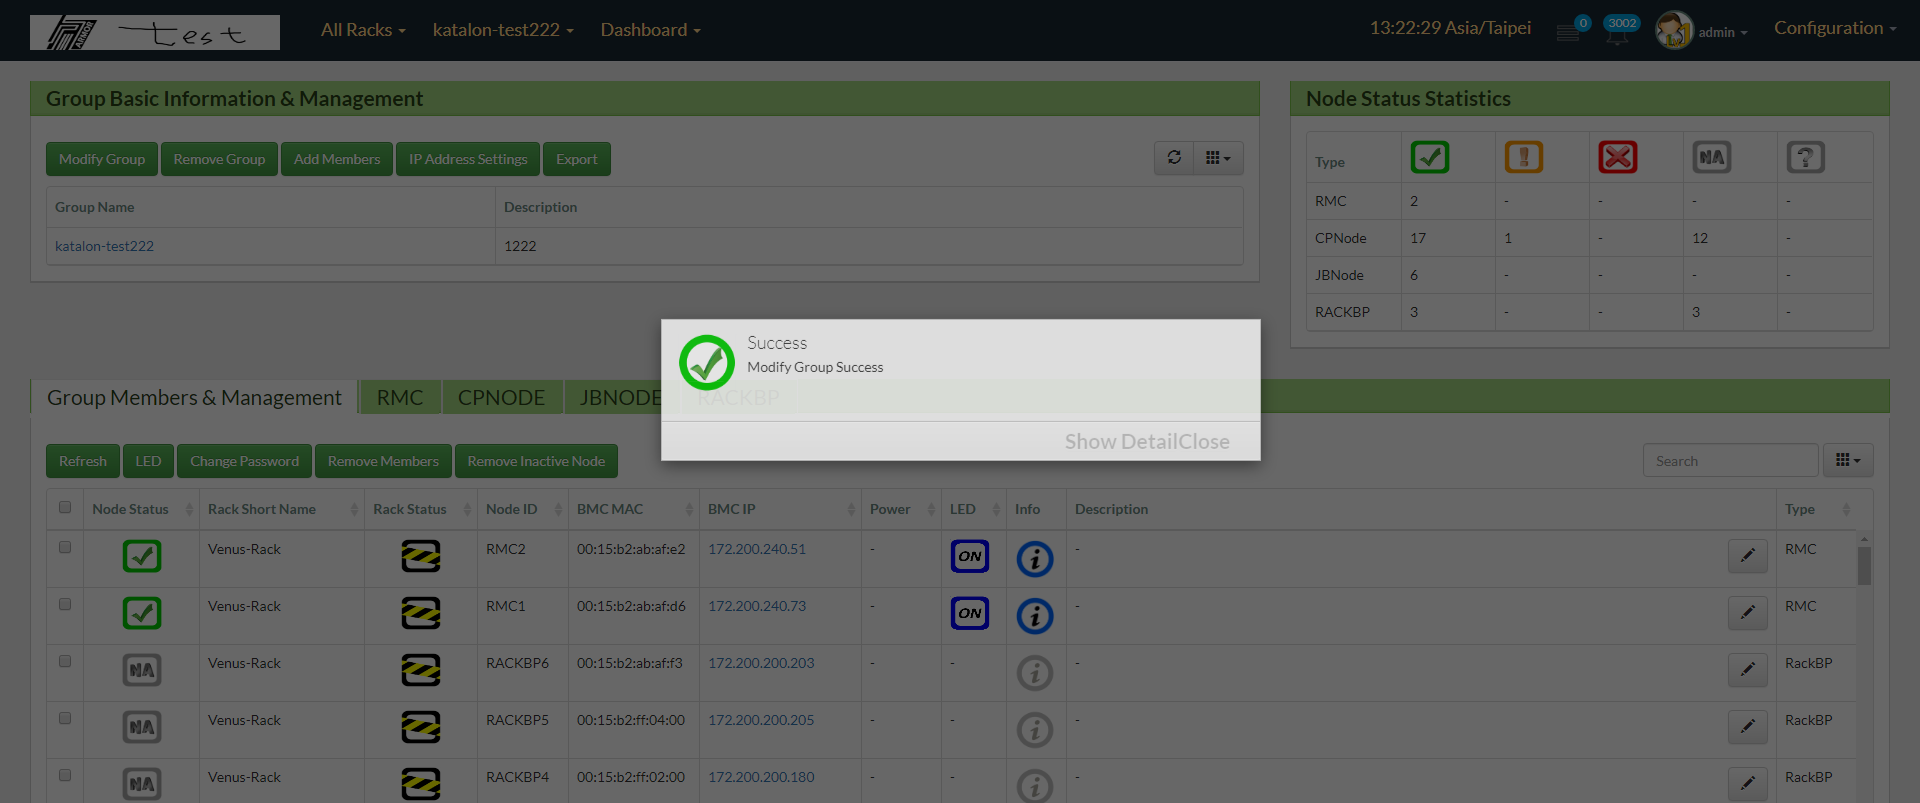 ARMOR test All Racks katalon-test222 Dashboard 13:22:29 Asia/Taipei 0 3002 admin Configuration
Group Basic Information & Management
Modify Group Remove Group Add Members IP Address Settings Export
Group Name Description
katalon-test222 1222
Node Status Statistics
Type NA ?
RMC 2 - - - -
CPNode 17 1 - 12 -
JBNode 6 - - - -
RACKBP 3 - - 3 -
Success
Modify Group Success
Show Detail Close
Group Members & Management RMC CPNODE JBNODE RACKBP
Refresh LED Change Password Remove Members Remove Inactive Node Search
Node Status Rack Short Name Rack Status Node ID BMC MAC BMC IP Power LED Info Description Type
Venus-Rack RMC2 00:15:b2:ab:af:e2 172.200.240.51 - ON i - RMC
Venus-Rack RMC1 00:15:b2:ab:af:d6 172.200.240.73 - ON i - RMC
NA Venus-Rack RACKBP6 00:15:b2:ab:af:f3 172.200.200.203 - - i - RackBP
NA Venus-Rack RACKBP5 00:15:b2:ff:04:00 172.200.200.205 - - i - RackBP
NA Venus-Rack RACKBP4 00:15:b2:ff:02:00 172.200.200.180 - - i - RackBP